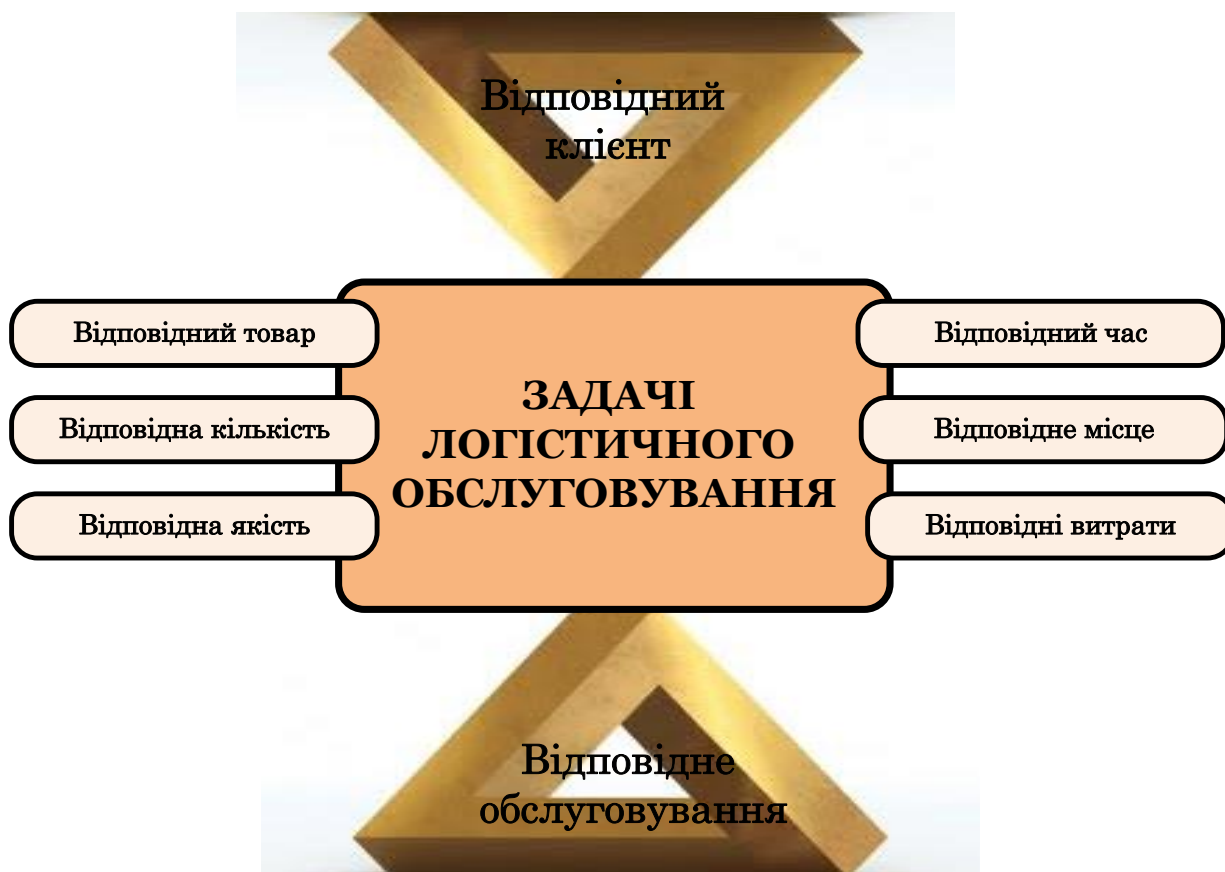 Відповідний
клієнт
Відповідний товар
Відповідна кількість
Відповідна якість
ЗАДАЧІ
ЛОГІСТИЧНОГО
ОБСЛУГОВУВАННЯ
Відповідний час
Відповідне місце
Відповідні витрати
Відповідне
обслуговування